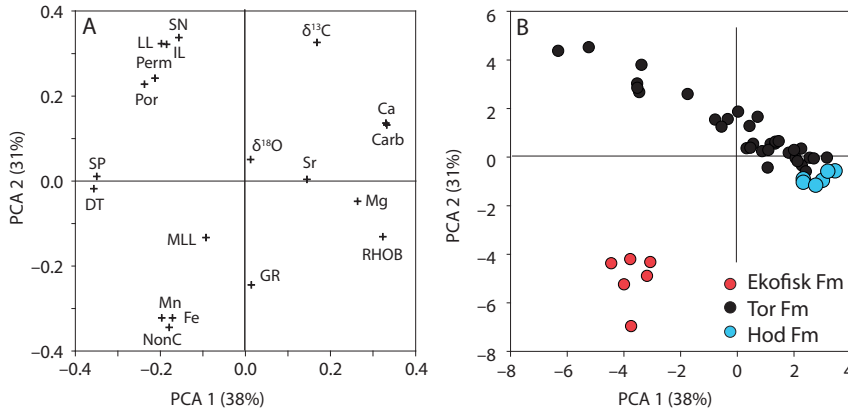 A
SN
LL
IL
Perm
Por
δ¹³C
Ca
Carb
δ¹⁸O
Sr
SP
DT
Mg
MLL
RHOB
GR
Mn
Fe
NonC
0.4
0.2
0.0
−0.2
−0.4
PCA 2 (31%)
−0.4 −0.2 0.0 0.2 0.4
PCA 1 (38%)
B
6
4
2
0
−2
−4
−6
−8
PCA 2 (31%)
Ekofisk Fm
Tor Fm
Hod Fm
−8 −6 −4 −2 0 2 4
PCA 1 (38%)